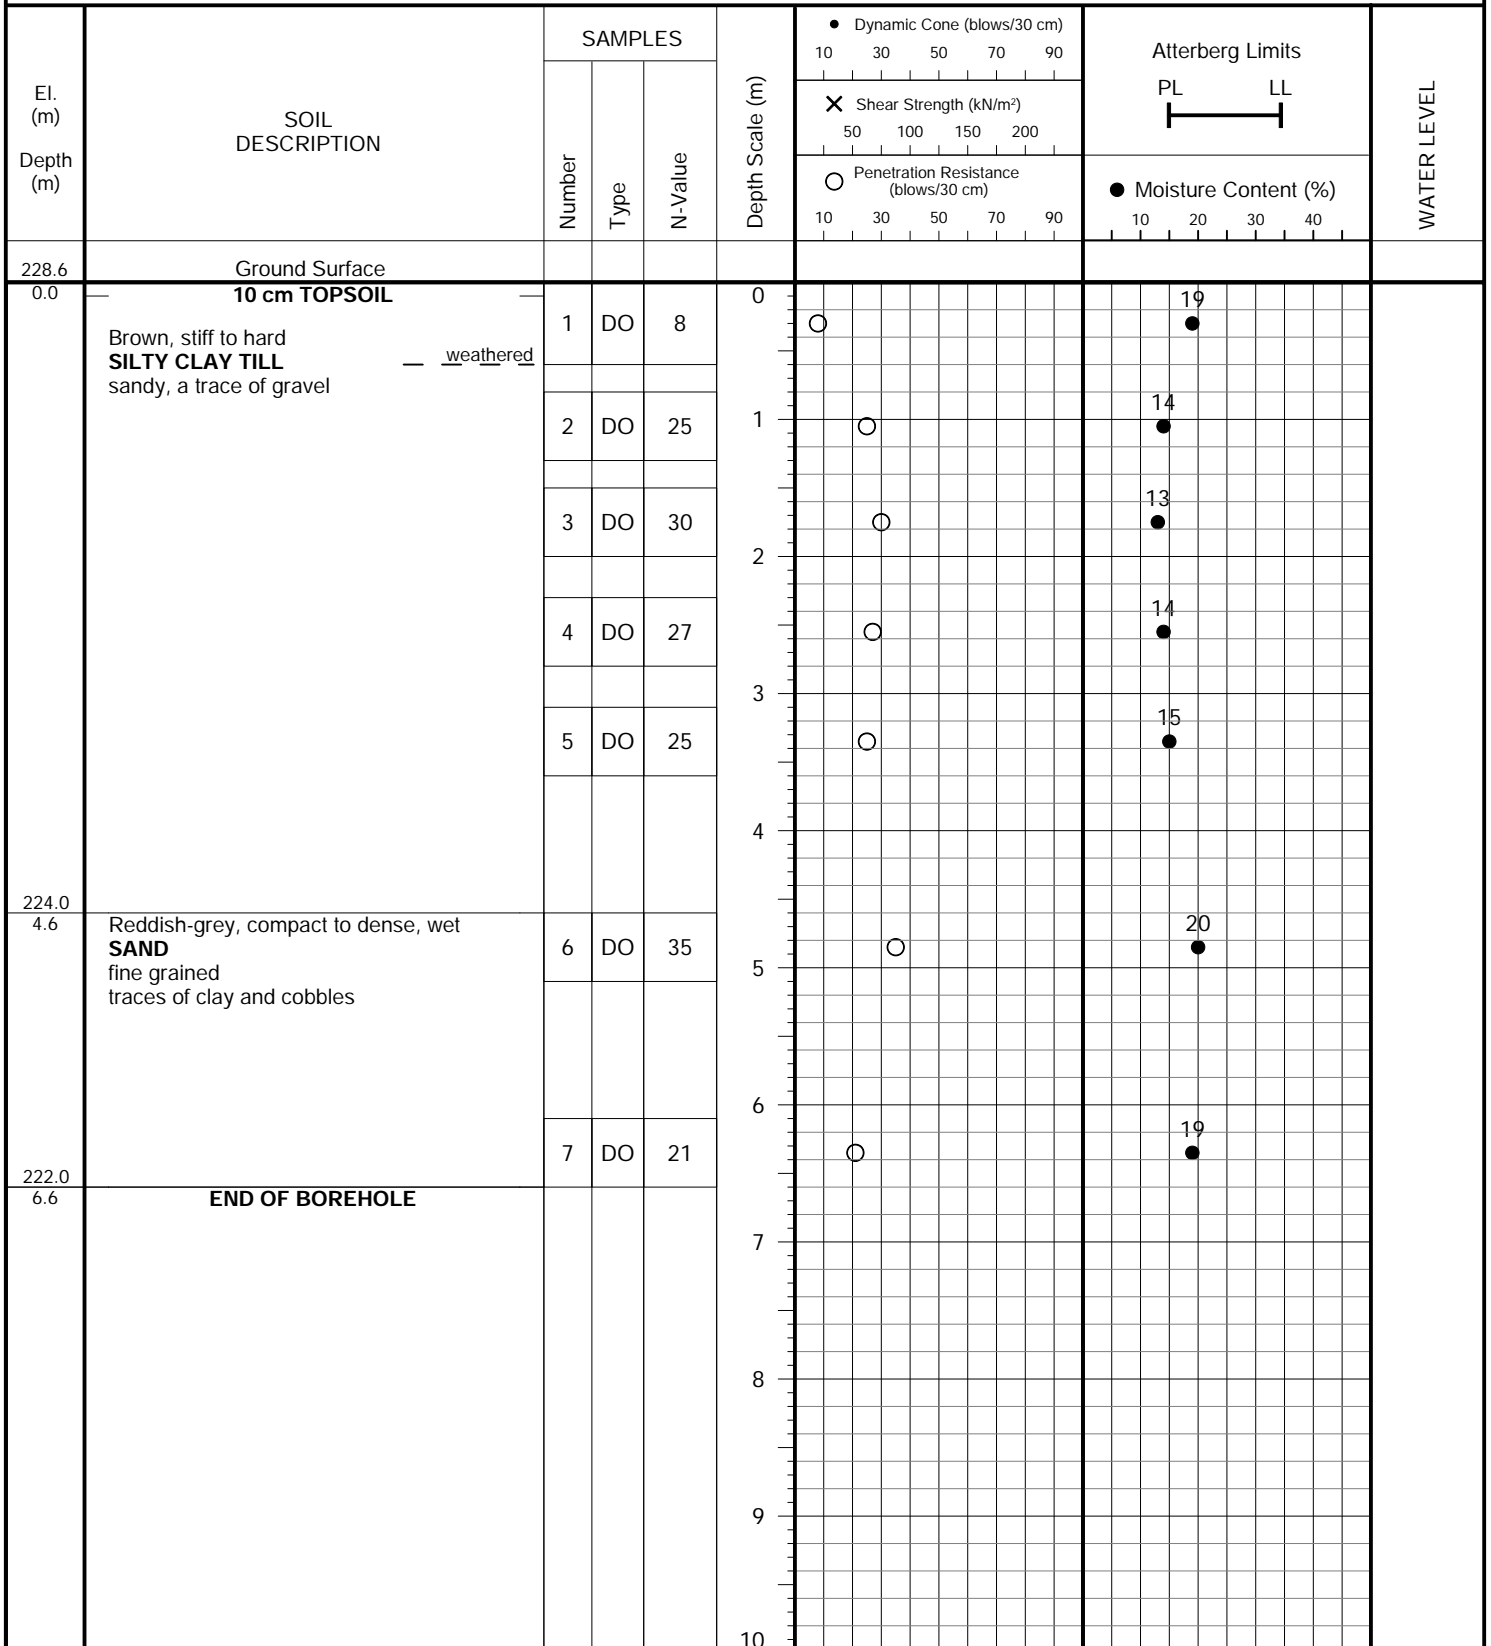 El.
(m)
Depth
(m)
SOIL
DESCRIPTION
SAMPLES
Number
Type
N-Value
Depth Scale (m)
● Dynamic Cone (blows/30 cm)
10 30 50 70 90
✕ Shear Strength (kN/m²)
50 100 150 200
○ Penetration Resistance
(blows/30 cm)
10 30 50 70 90
Atterberg Limits
PL LL
● Moisture Content (%)
10 20 30 40
WATER LEVEL
228.6 Ground Surface
0.0 10 cm TOPSOIL 0
1 DO 8 19
Brown, stiff to hard
weathered
SILTY CLAY TILL
sandy, a trace of gravel
2 DO 25 14
1
3 DO 30 13
2
4 DO 27 14
3
5 DO 25 15
4
224.0
4.6 Reddish-grey, compact to dense, wet
SAND
6 DO 35 20
fine grained
5
traces of clay and cobbles
6
7 DO 21 19
222.0
6.6 END OF BOREHOLE
7
8
9
10